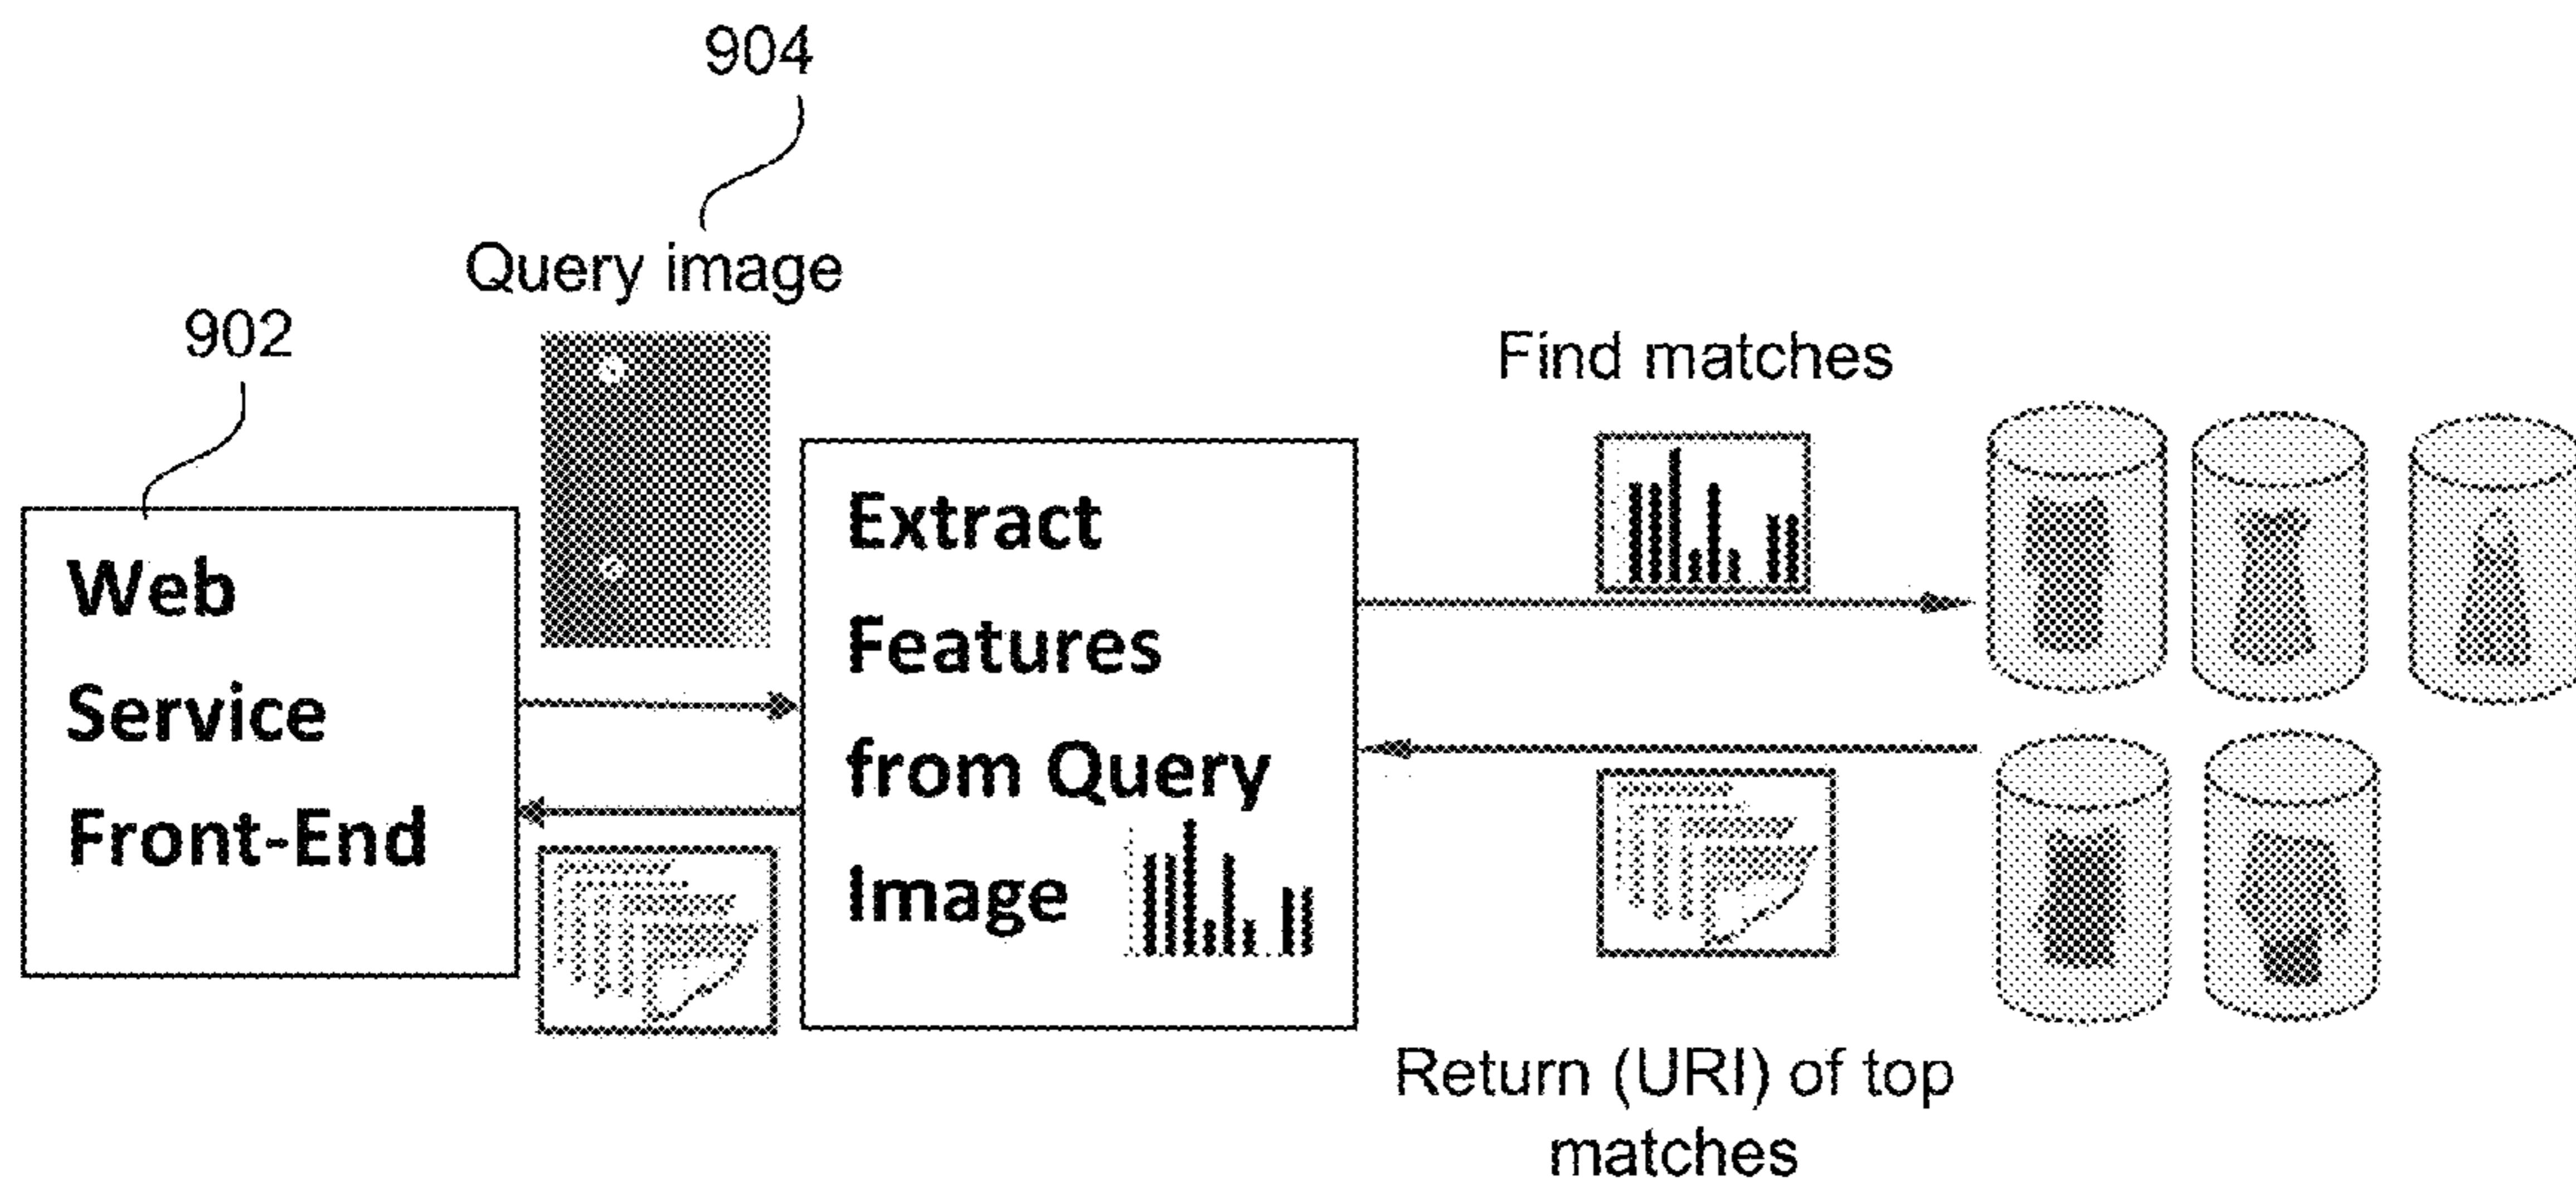 904
Query image
902
Find matches
Web
Service
Front-End
Extract
Features
from Query
Image
Return (URI) of top
matches